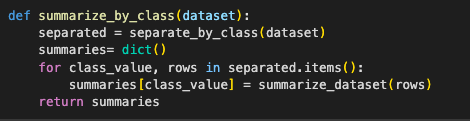 def summarize_by_class(dataset):
    separated = separate_by_class(dataset)
    summaries= dict()
    for class_value, rows in separated.items():
        summaries[class_value] = summarize_dataset(rows)
    return summaries